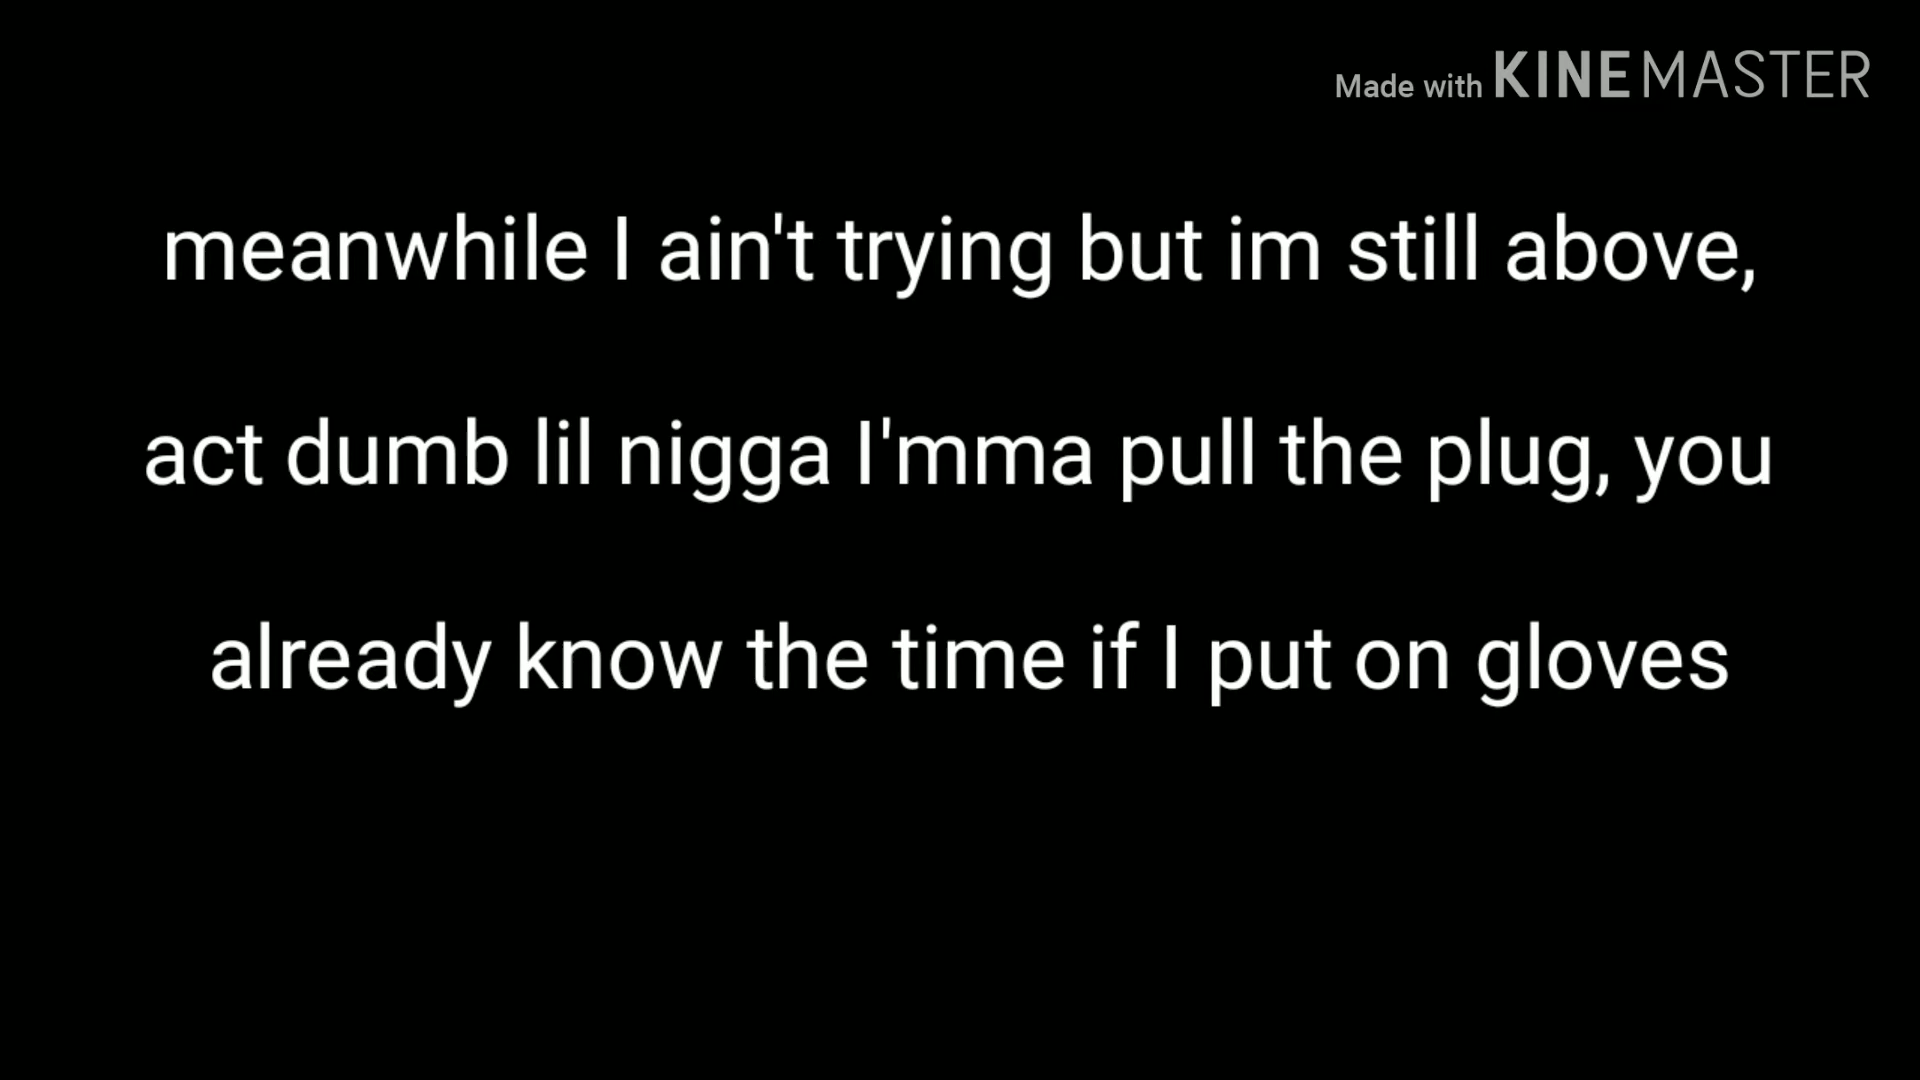 Made with KINEMASTER
meanwhile I ain't trying but im still above,
act dumb lil nigga I'mma pull the plug, you
already know the time if I put on gloves